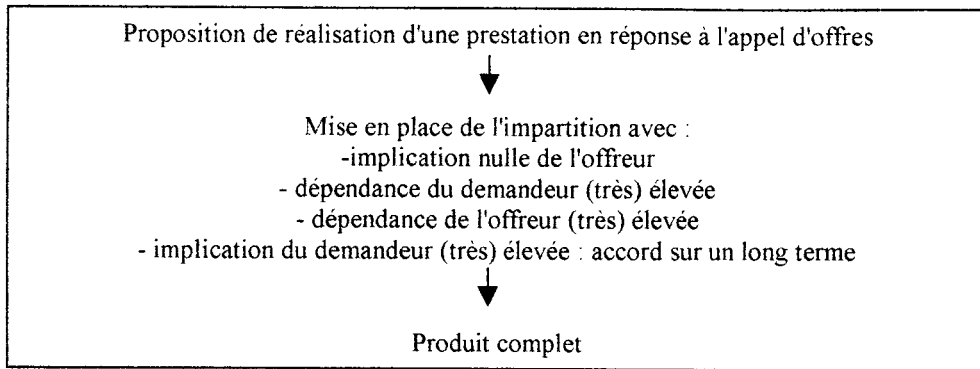 Proposition de réalisation d'une prestation en réponse à l'appel d'offres
Mise en place de l'impartition avec :
-implication nulle de l'offreur
- dépendance du demandeur (très) élevée
- dépendance de l'offreur (très) élevée
- implication du demandeur (très) élevée : accord sur un long terme
Produit complet